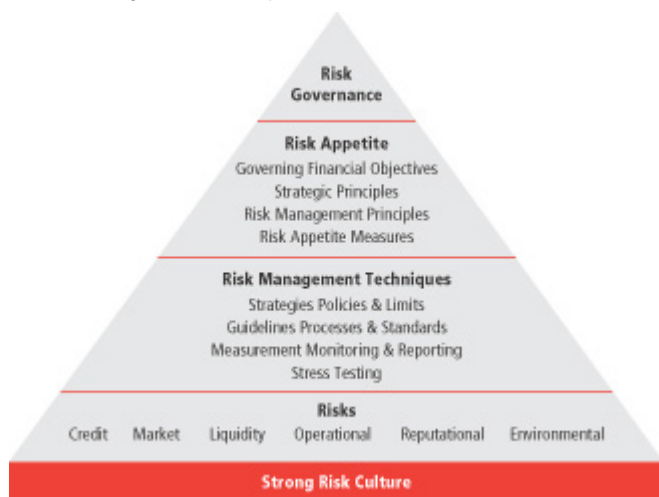 Risk
Governance
Risk Appetite
Governing Financial Objectives
Strategic Principles
Risk Management Principles
Risk Appetite Measures
Risk Management Techniques
Strategies Policies & Limits
Guidelines Processes & Standards
Measurement Monitoring & Reporting
Stress Testing
Risks
Credit Market Liquidity Operational Reputational Environmental
Strong Risk Culture